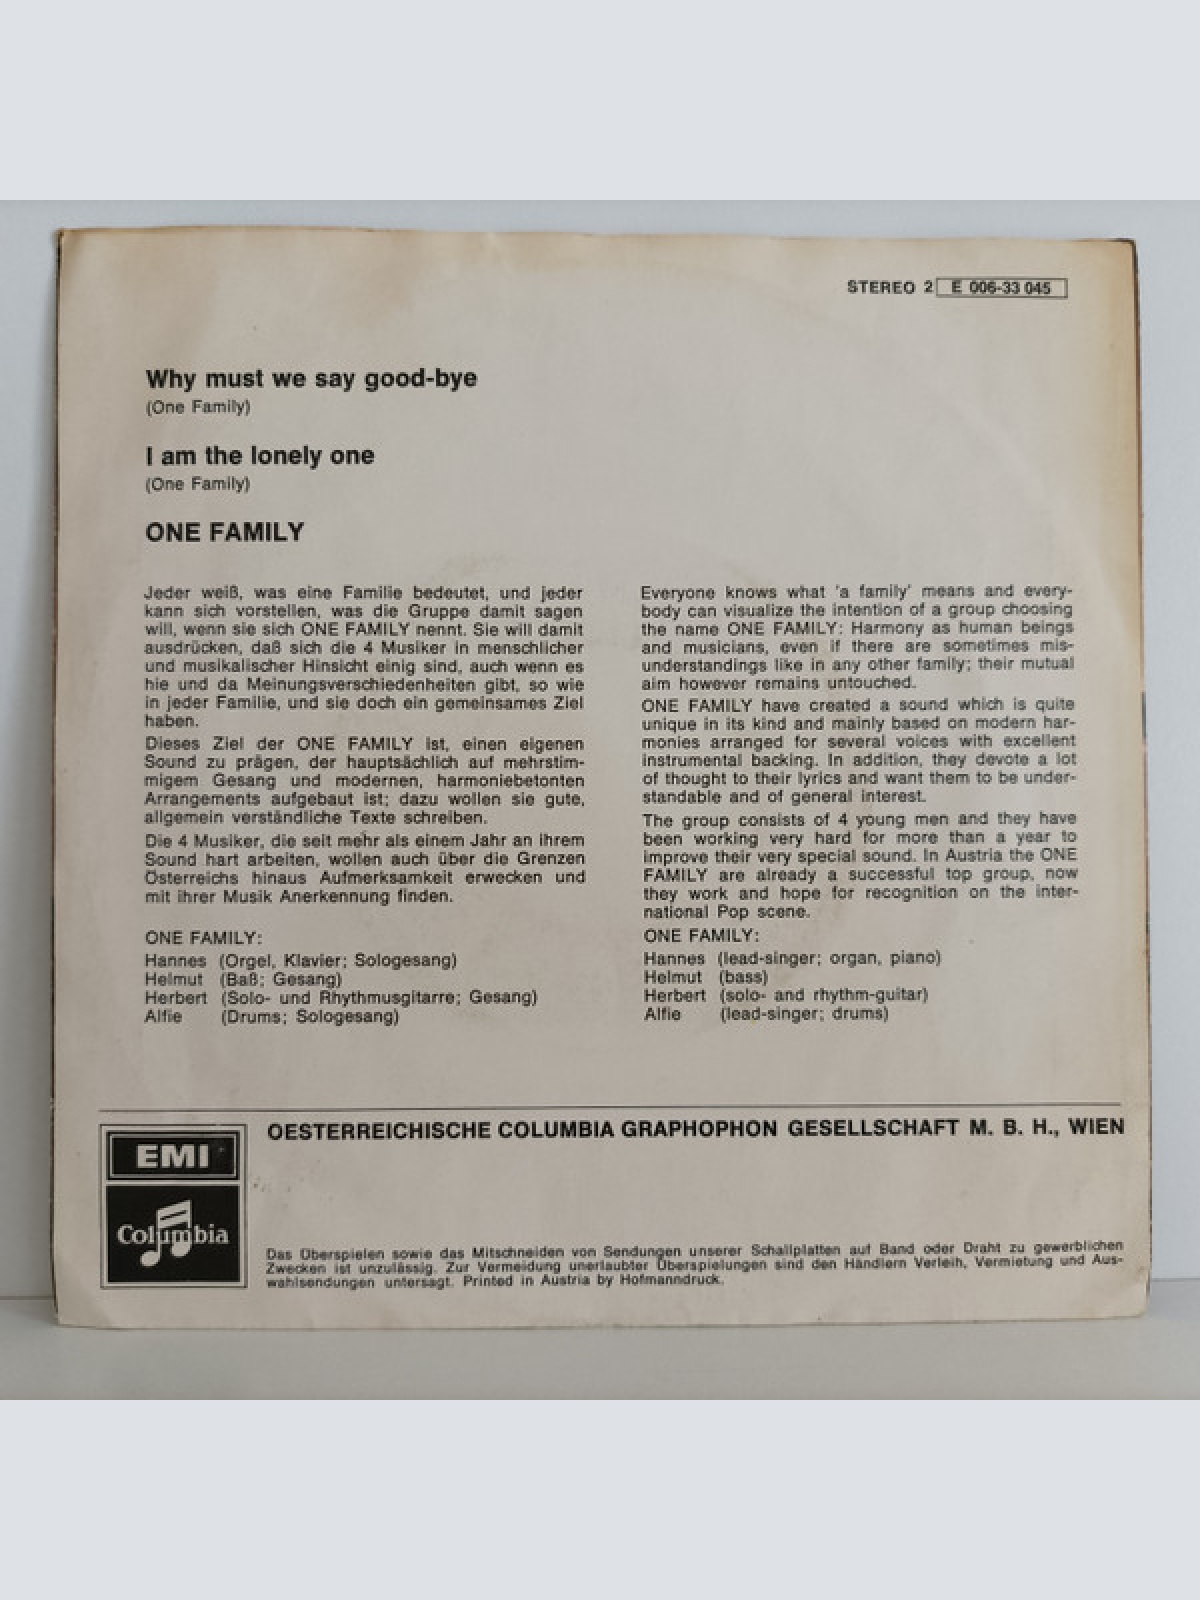 STEREO 2 E 006-33 045
Why must we say good-bye
(One Family)
I am the lonely one
(One Family)
ONE FAMILY
Jeder weiß, was eine Familie bedeutet, und jeder
kann sich vorstellen, was die Gruppe damit sagen
will, wenn sie sich ONE FAMILY nennt. Sie will damit
ausdrücken, daß sich die 4 Musiker in menschlicher
und musikalischer Hinsicht einig sind, auch wenn es
hie und da Meinungsverschiedenheiten gibt, so wie
in jeder Familie, und sie doch ein gemeinsames Ziel
haben.
Dieses Ziel der ONE FAMILY ist, einen eigenen
Sound zu prägen, der hauptsächlich auf mehrstim-
migem Gesang und modernen, harmoniebetonten
Arrangements aufgebaut ist; dazu wollen sie gute,
allgemein verständliche Texte schreiben.
Die 4 Musiker, die seit mehr als einem Jahr an ihrem
Sound hart arbeiten, wollen auch über die Grenzen
Österreichs hinaus Aufmerksamkeit erwecken und
mit ihrer Musik Anerkennung finden.
ONE FAMILY:
Hannes (Orgel, Klavier; Sologesang)
Helmut (Baß; Gesang)
Herbert (Solo- und Rhythmusgitarre; Gesang)
Alfie (Drums; Sologesang)
Everyone knows what 'a family' means and every-
body can visualize the intention of a group choosing
the name ONE FAMILY: Harmony as human beings
and musicians, even if there are sometimes mis-
understandings like in any other family; their mutual
aim however remains untouched.
ONE FAMILY have created a sound which is quite
unique in its kind and mainly based on modern har-
monies arranged for several voices with excellent
instrumental backing. In addition, they devote a lot
of thought to their lyrics and want them to be under-
standable and of general interest.
The group consists of 4 young men and they have
been working very hard for more than a year to
improve their very special sound. In Austria the ONE
FAMILY are already a successful top group, now
they work and hope for recognition on the inter-
national Pop scene.
ONE FAMILY:
Hannes (lead-singer; organ, piano)
Helmut (bass)
Herbert (solo- and rhythm-guitar)
Alfie (lead-singer; drums)
EMI
Columbia
OESTERREICHISCHE COLUMBIA GRAPHOPHON GESELLSCHAFT M. B. H., WIEN
Das Überspielen sowie das Mitschneiden von Sendungen unserer Schallplatten auf Band oder Draht zu gewerblichen
Zwecken ist unzulässig. Zur Vermeidung unerlaubter Überspielungen sind den Händlern Verleih, Vermietung und Aus-
wahlsendungen untersagt. Printed in Austria by Hofmanndruck.